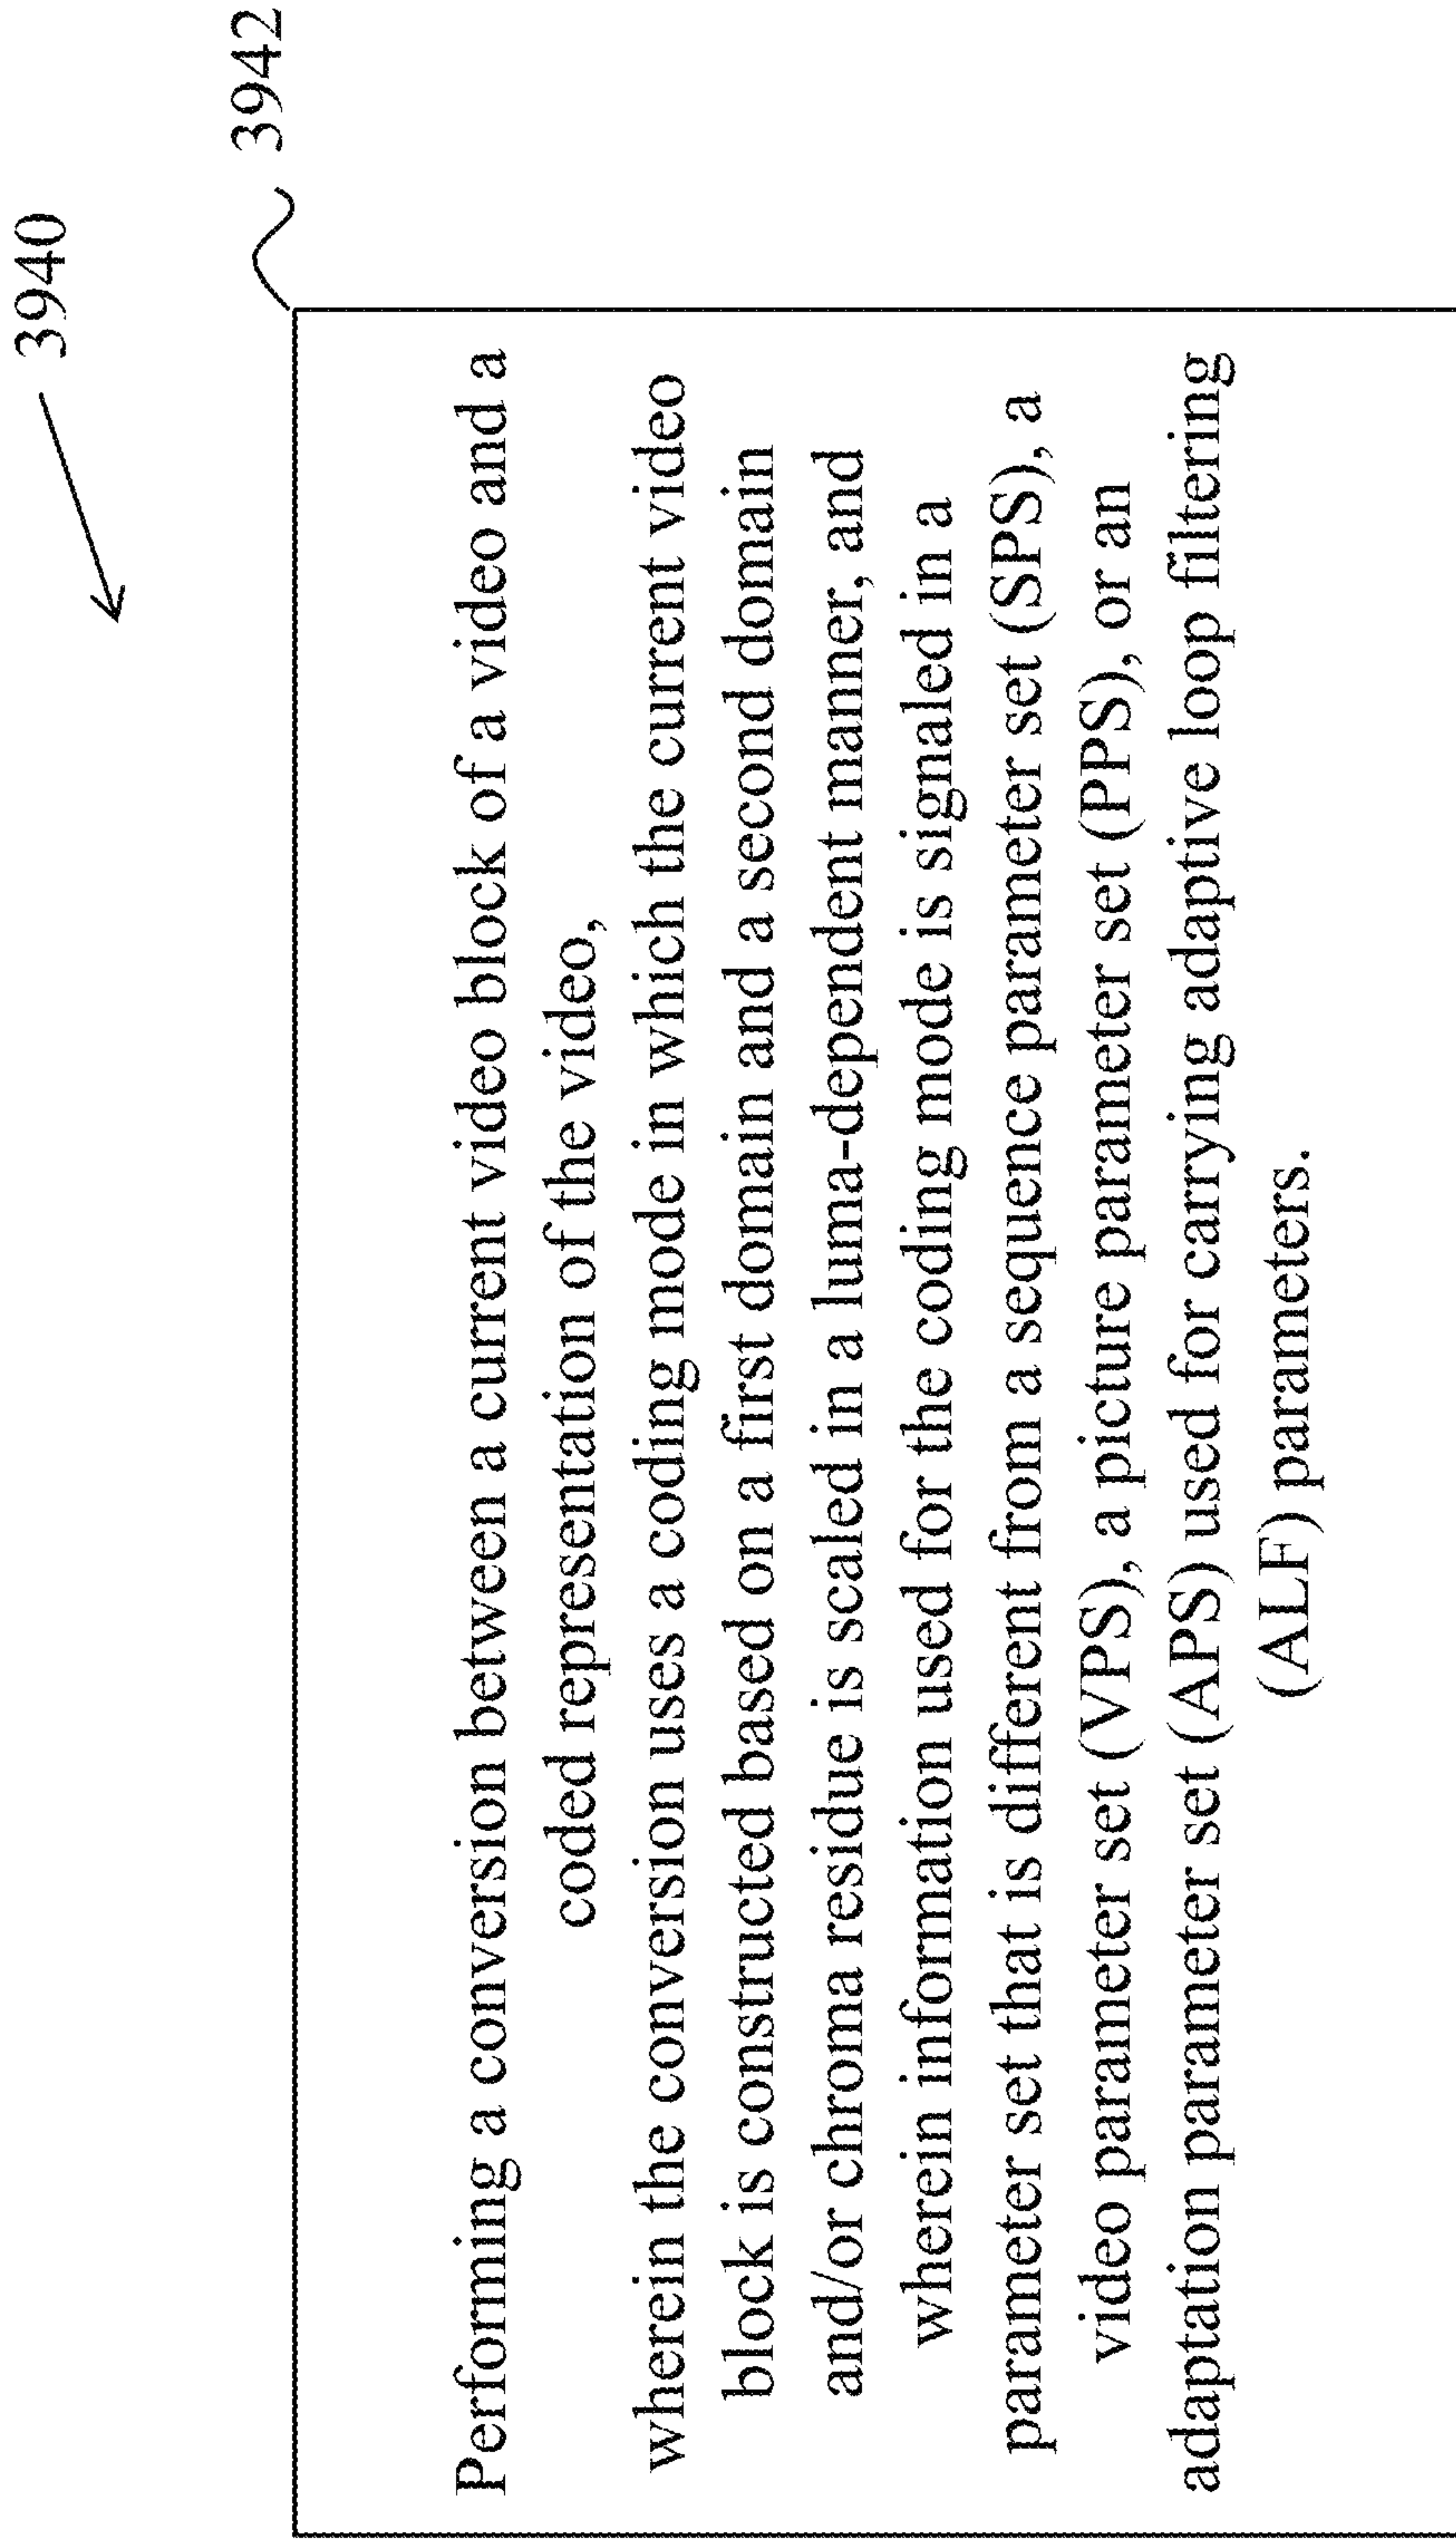 3940
3942
Performing a conversion between a current video block of a video and a
coded representation of the video,
wherein the conversion uses a coding mode in which the current video
block is constructed based on a first domain and a second domain
and/or chroma residue is scaled in a luma-dependent manner, and
wherein information used for the coding mode is signaled in a
parameter set that is different from a sequence parameter set (SPS), a
video parameter set (VPS), a picture parameter set (PPS), or an
adaptation parameter set (APS) used for carrying adaptive loop filtering
(ALF) parameters.